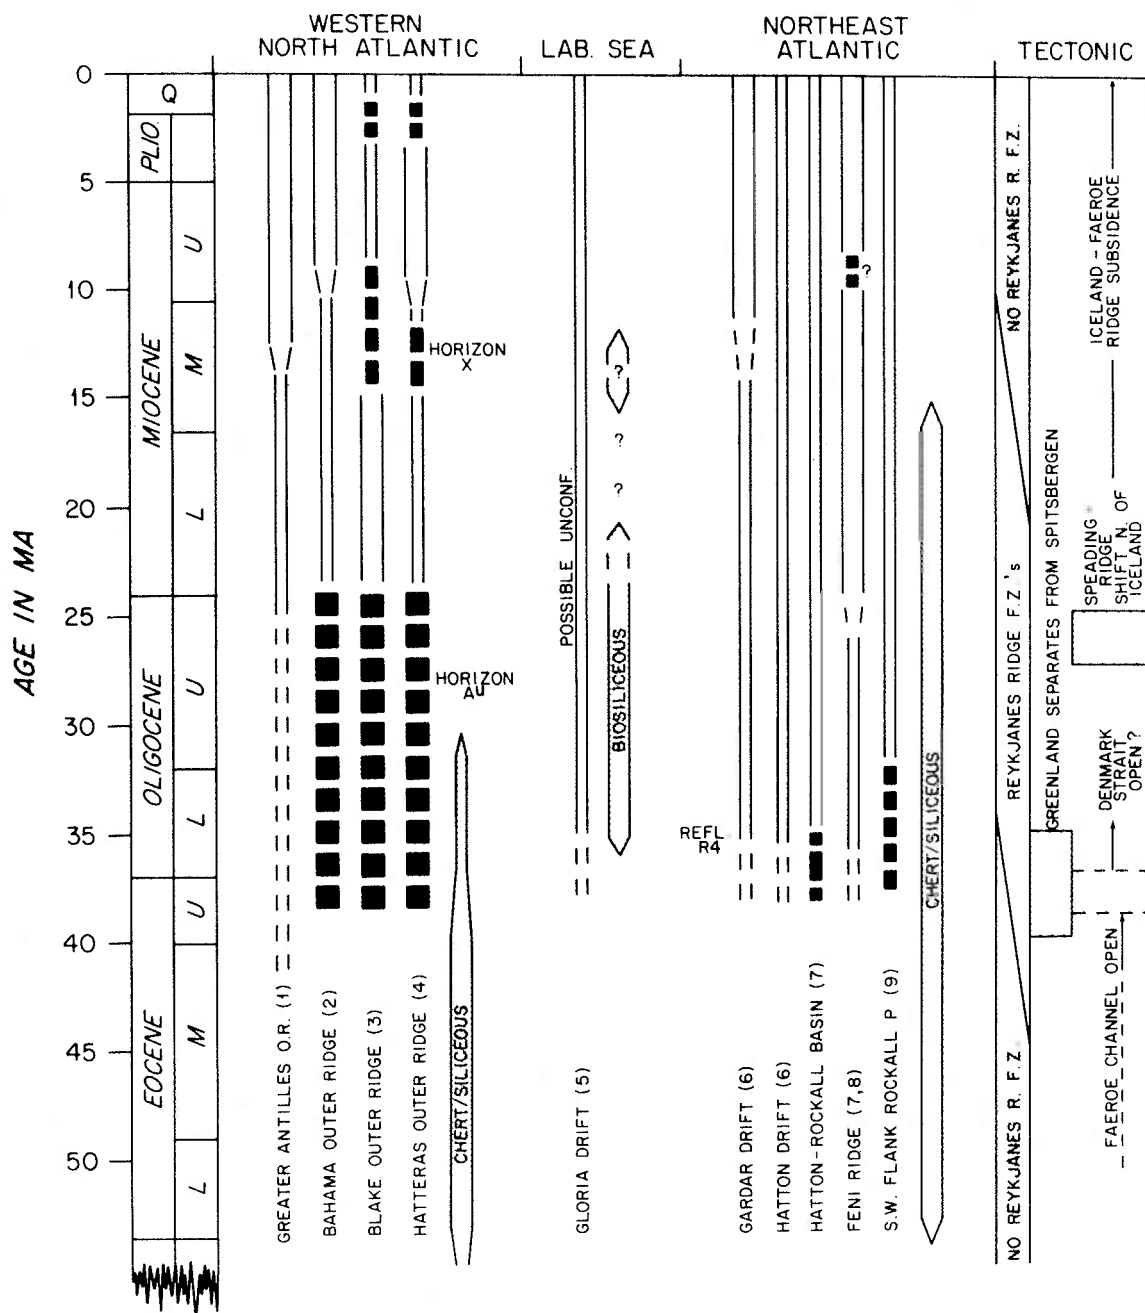 WESTERN
NORTH ATLANTIC
LAB. SEA
NORTHEAST
ATLANTIC
TECTONIC
AGE IN MA
0
5
10
15
20
25
30
35
40
45
50
Q
PLIO.
MIOCENE
U
M
L
OLIGOCENE
U
L
EOCENE
U
M
L
GREATER ANTILLES O.R. (1)
BAHAMA OUTER RIDGE (2)
BLAKE OUTER RIDGE (3)
HATTERAS OUTER RIDGE (4)
HORIZON
X
HORIZON
Au
CHERT/SILICEOUS
POSSIBLE UNCONF.
GLORIA DRIFT (5)
?
?
?
BIOSILICEOUS
REFL
R4
GARDAR DRIFT (6)
HATTON DRIFT (6)
HATTON-ROCKALL BASIN (7)
FENI RIDGE (7,8)
?
S.W. FLANK ROCKALL P (9)
CHERT/SILICEOUS
NO REYKJANES R. F.Z.
REYKJANES RIDGE F.Z.'s
NO REYKJANES R. F.Z.
GREENLAND SEPARATES FROM SPITSBERGEN
ICELAND - FAEROE
RIDGE SUBSIDENCE
SPEADING
RIDGE
SHIFT N. OF
ICELAND
DENMARK
STRAIT
OPEN?
FAEROE CHANNEL OPEN